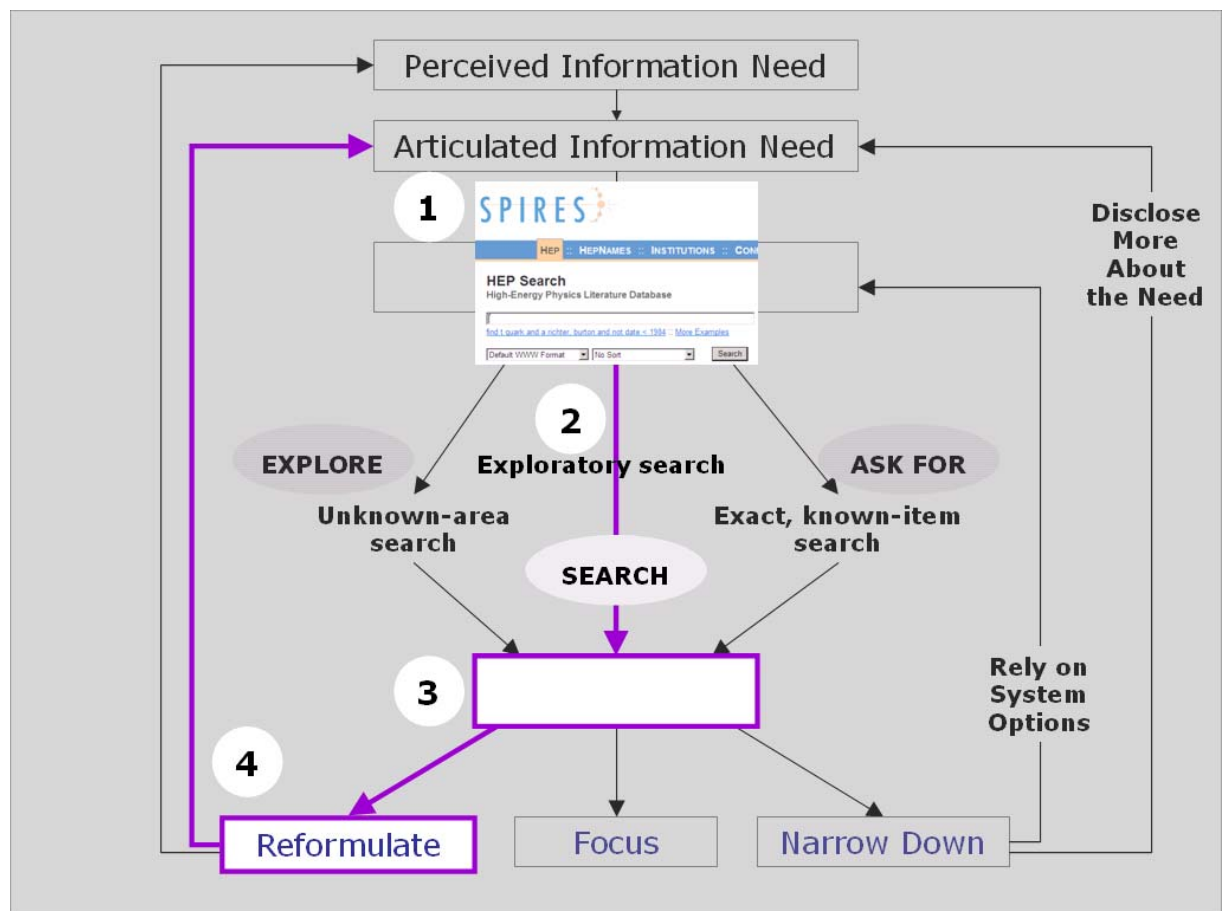 Perceived Information Need
Articulated Information Need
1
SPIRES
HEP :: HEPNAMES :: INSTITUTIONS :: CON
HEP Search
High-Energy Physics Literature Database
find t quark and a richter, burton and not date < 1984 :: More Examples
Default WWW Format
No Sort
Search
Disclose
More
About
the Need
2
EXPLORE
Exploratory search
ASK FOR
Unknown-area
search
Exact, known-item
search
SEARCH
3
Rely on
System
Options
4
Reformulate
Focus
Narrow Down